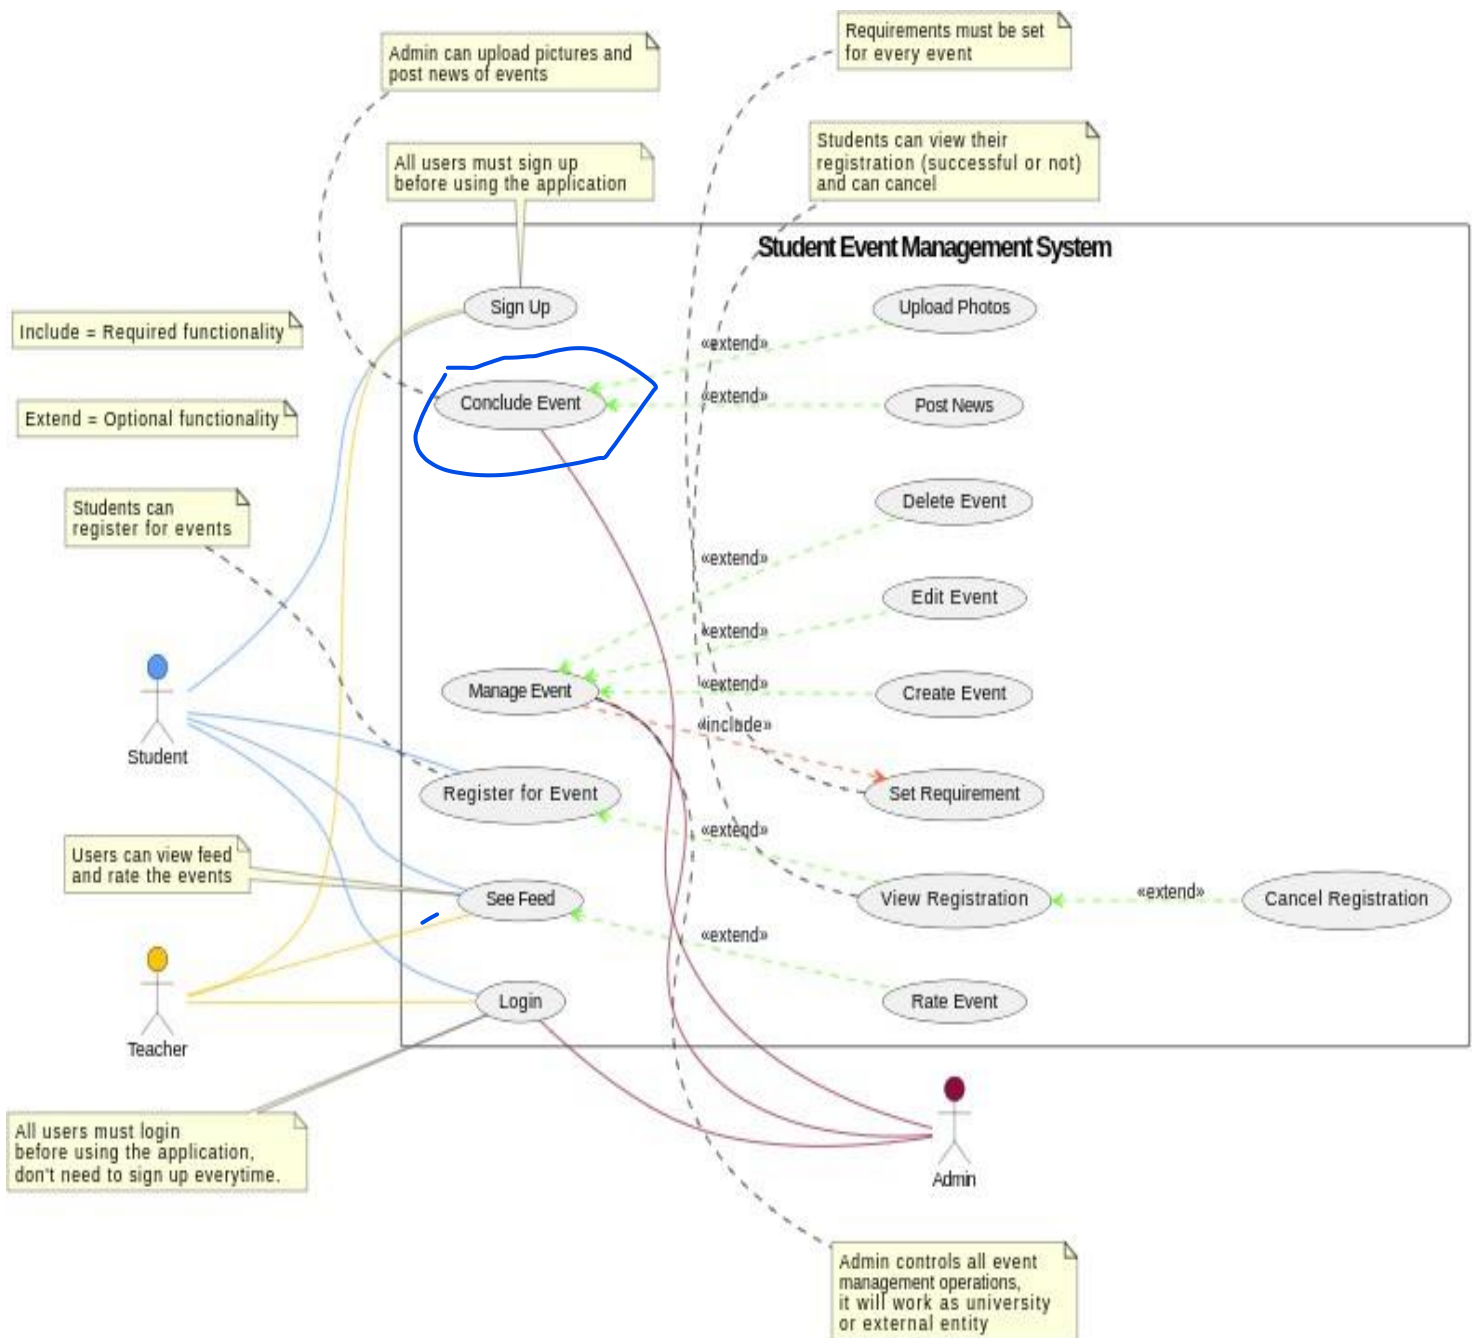 Requirements must be set
for every event
Admin can upload pictures and
post news of events
Students can view their
registration (successful or not)
and can cancel
All users must sign up
before using the application
Student Event Management System
Sign Up
Upload Photos
Include = Required functionality
«extend»
Conclude Event
«extend»
Post News
Extend = Optional functionality
Students can
register for events
Delete Event
«extend»
Edit Event
«extend»
Manage Event
«extend»
Create Event
«include»
Student
Register for Event
Set Requirement
«extend»
Users can view feed
and rate the events
See Feed
View Registration
«extend»
Cancel Registration
«extend»
Login
Rate Event
Teacher
All users must login
before using the application,
don't need to sign up everytime.
Admin
Admin controls all event
management operations,
it will work as university
or external entity